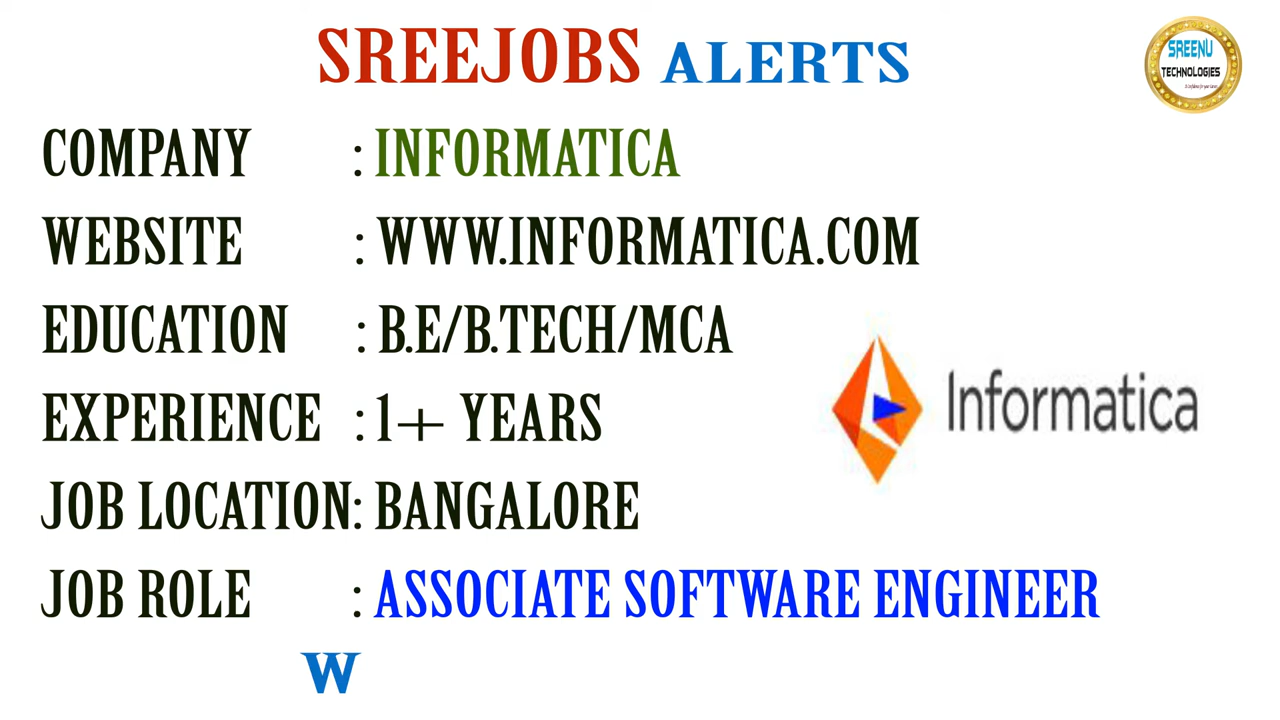 SREEJOBS ALERTS
SREENU
TECHNOLOGIES
COMPANY : INFORMATICA
WEBSITE : WWW.INFORMATICA.COM
EDUCATION : B.E/B.TECH/MCA
EXPERIENCE : 1+ YEARS
Informatica
JOB LOCATION: BANGALORE
JOB ROLE : ASSOCIATE SOFTWARE ENGINEER
W